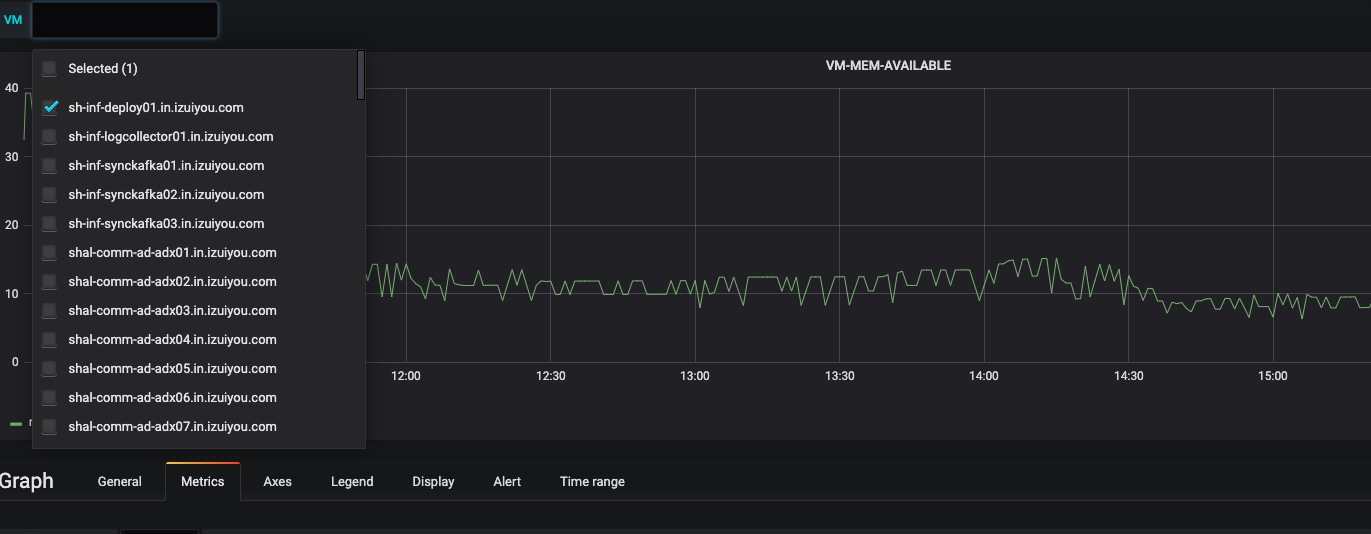 VM
Selected (1)
sh-inf-deploy01.in.izuiyou.com
sh-inf-logcollector01.in.izuiyou.com
sh-inf-synckafka01.in.izuiyou.com
sh-inf-synckafka02.in.izuiyou.com
sh-inf-synckafka03.in.izuiyou.com
shal-comm-ad-adx01.in.izuiyou.com
shal-comm-ad-adx02.in.izuiyou.com
shal-comm-ad-adx03.in.izuiyou.com
shal-comm-ad-adx04.in.izuiyou.com
shal-comm-ad-adx05.in.izuiyou.com
shal-comm-ad-adx06.in.izuiyou.com
shal-comm-ad-adx07.in.izuiyou.com
VM-MEM-AVAILABLE
40
30
20
10
0
12:00 12:30 13:00 13:30 14:00 14:30 15:00
Graph General Metrics Axes Legend Display Alert Time range